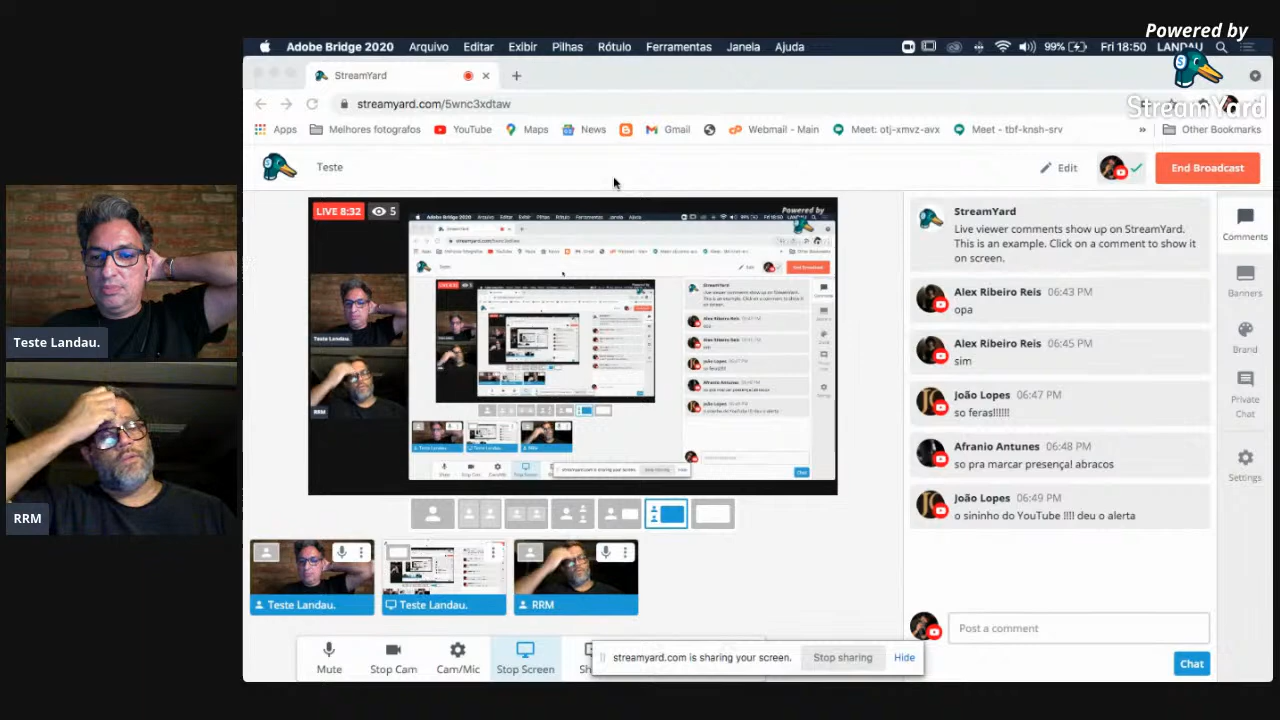 Powered by
StreamYard
Adobe Bridge 2020 Arquivo Editar Exibir Pilhas Rótulo Ferramentas Janela Ajuda 99% Fri 18:50 LANDAU
StreamYard
streamyard.com/5wnc3xdtaw
Apps Melhores fotografos YouTube Maps News Gmail Webmail - Main Meet: otj-xmvz-avx Meet - tbf-knsh-srv » Other Bookmarks
Teste
Edit
End Broadcast
LIVE 8:32 5
Powered by
Teste Landau.
RRM
StreamYard
Live viewer comments show up on StreamYard.
This is an example. Click on a comment to show it
on screen.
Alex Ribeiro Reis 06:43 PM
opa
Alex Ribeiro Reis 06:45 PM
sim
João Lopes 06:47 PM
so feras!!!!!!
Afranio Antunes 06:48 PM
so pra marcar presençal abracos
João Lopes 06:49 PM
o sininho do YouTube !!!! deu o alerta
Comments
Banners
Brand
Private
Chat
Settings
Teste Landau.
RRM
Teste Landau.
Teste Landau.
RRM
Post a comment
Chat
Mute
Stop Cam
Cam/Mic
Stop Screen
streamyard.com is sharing your screen.
Stop sharing
Hide